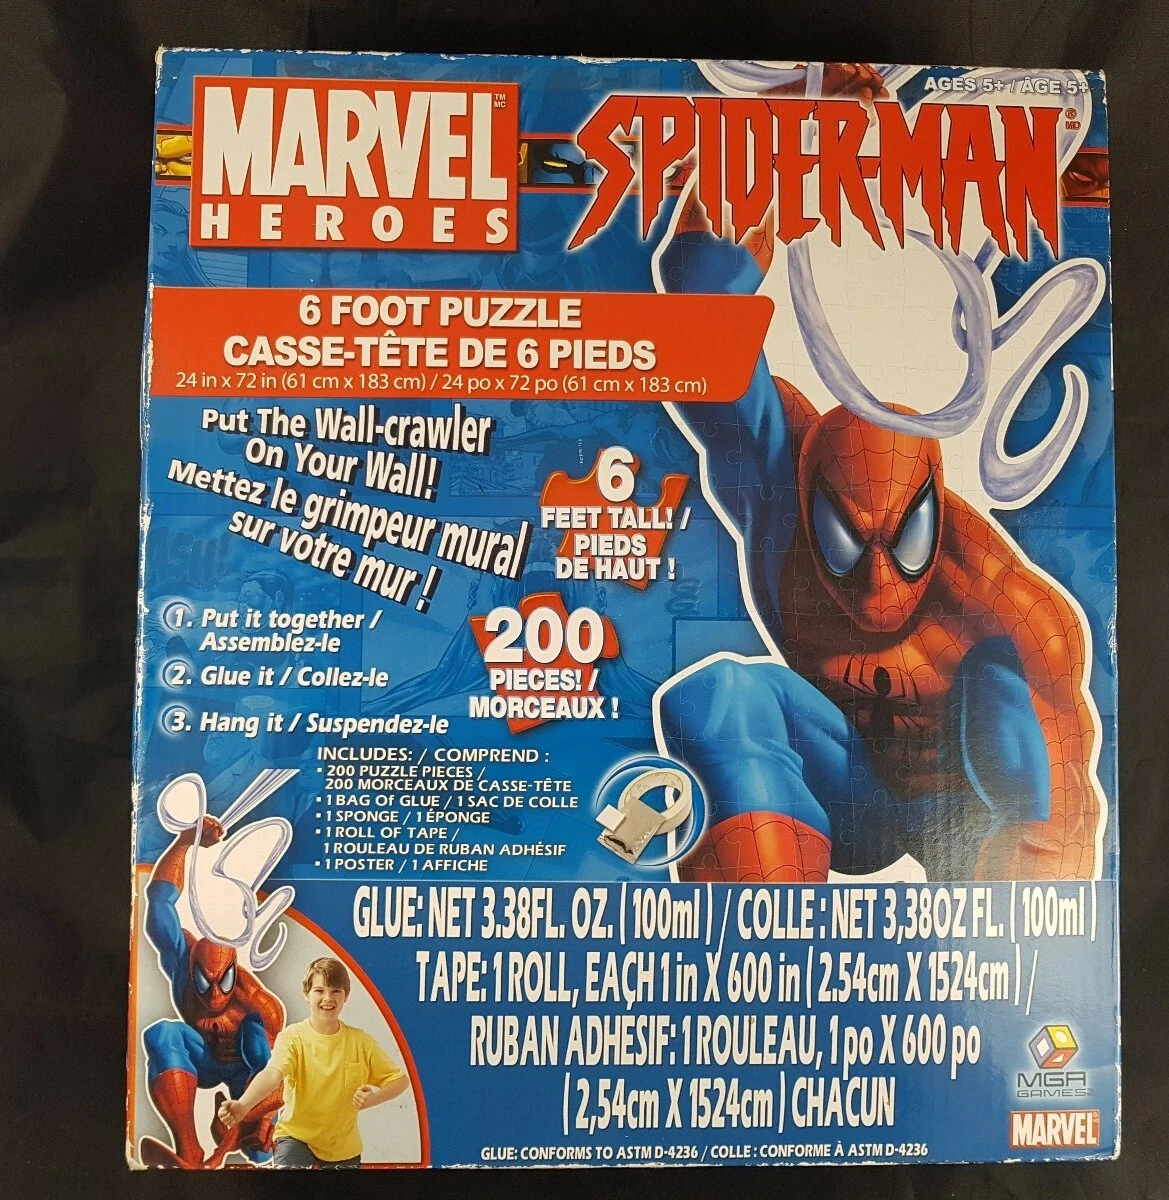 AGES 5+ / ÂGE 5+
MARVEL TM MC
HEROES
SPIDER-MAN ® MD
6 FOOT PUZZLE
CASSE-TÊTE DE 6 PIEDS
24 in x 72 in (61 cm x 183 cm) / 24 po x 72 po (61 cm x 183 cm)
Put The Wall-crawler
On Your Wall!
Mettez le grimpeur mural
sur votre mur !
6
FEET TALL! /
PIEDS
DE HAUT !
1. Put it together /
Assemblez-le
2. Glue it / Collez-le
3. Hang it / Suspendez-le
200
PIECES! /
MORCEAUX !
INCLUDES: / COMPREND :
▪ 200 PUZZLE PIECES /
200 MORCEAUX DE CASSE-TÊTE
▪ 1 BAG OF GLUE / 1 SAC DE COLLE
▪ 1 SPONGE / 1 ÉPONGE
▪ 1 ROLL OF TAPE /
1 ROULEAU DE RUBAN ADHÉSIF
▪ 1 POSTER / 1 AFFICHE
GLUE: NET 3.38FL. OZ. (100ml) / COLLE : NET 3,38OZ FL. (100ml)
TAPE: 1 ROLL, EAÇH 1 in X 600 in (2.54cm X 1524cm) /
RUBAN ADHÉSIF: 1 ROULEAU, 1 po X 600 po
(2,54cm X 1524cm) CHACUN
GLUE: CONFORMS TO ASTM D-4236 / COLLE : CONFORME À ASTM D-4236
MGA
GAMES
MARVEL